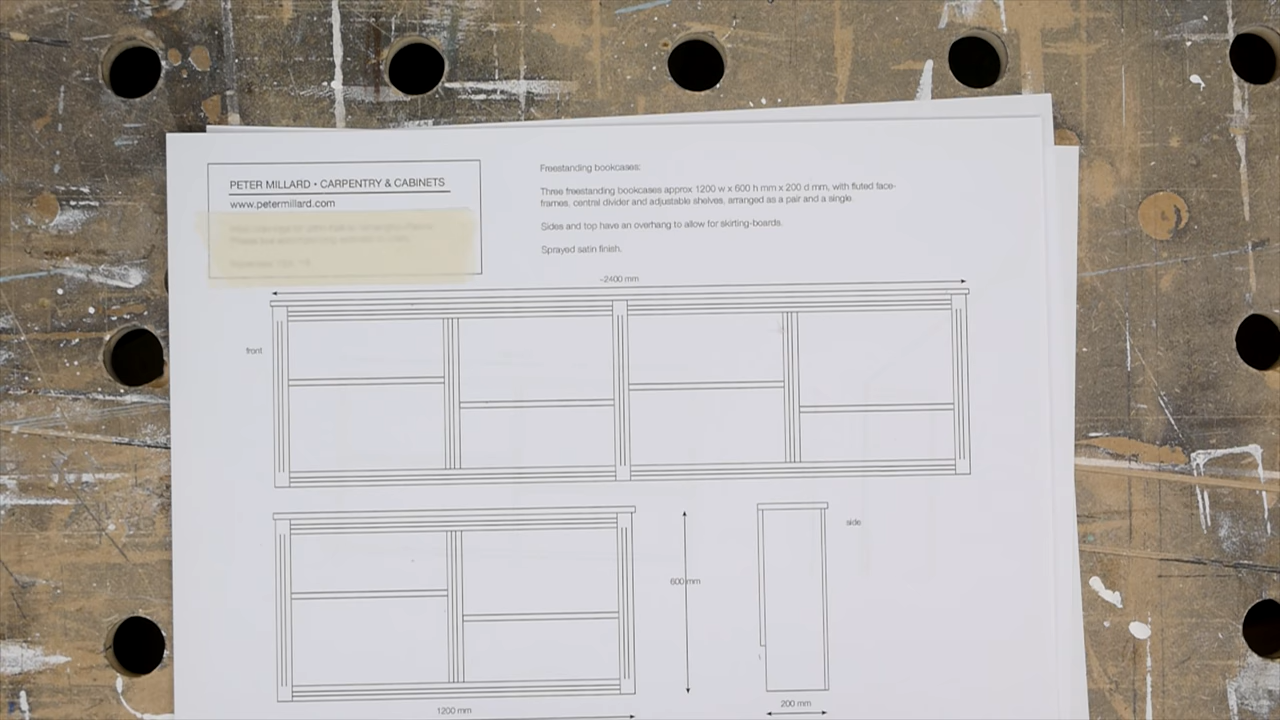 PETER MILLARD • CARPENTRY & CABINETS
www.petermillard.com
Freestanding bookcases:
Three freestanding bookcases approx 1200 w x 600 h mm x 200 d mm, with fluted face-
frames, central divider and adjustable shelves, arranged as a pair and a single.
Sides and top have an overhang to allow for skirting-boards.
Sprayed satin finish.
~2400 mm
front
side
600 mm
1200 mm
200 mm